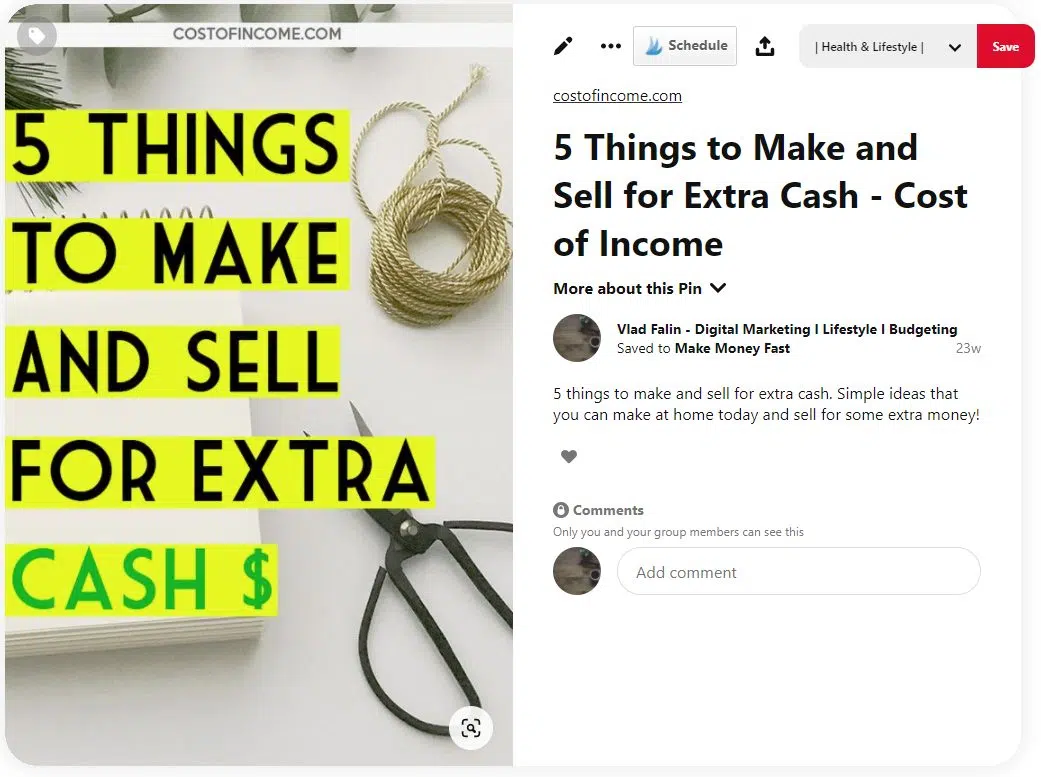 COSTOFINCOME.COM
5 THINGS
TO MAKE
AND SELL
FOR EXTRA
CASH $
Schedule
| Health & Lifestyle |
Save
costofincome.com
5 Things to Make and
Sell for Extra Cash - Cost
of Income
More about this Pin
Vlad Falin - Digital Marketing I Lifestyle I Budgeting
Saved to Make Money Fast
23w
5 things to make and sell for extra cash. Simple ideas that
you can make at home today and sell for some extra money!
Comments
Only you and your group members can see this
Add comment